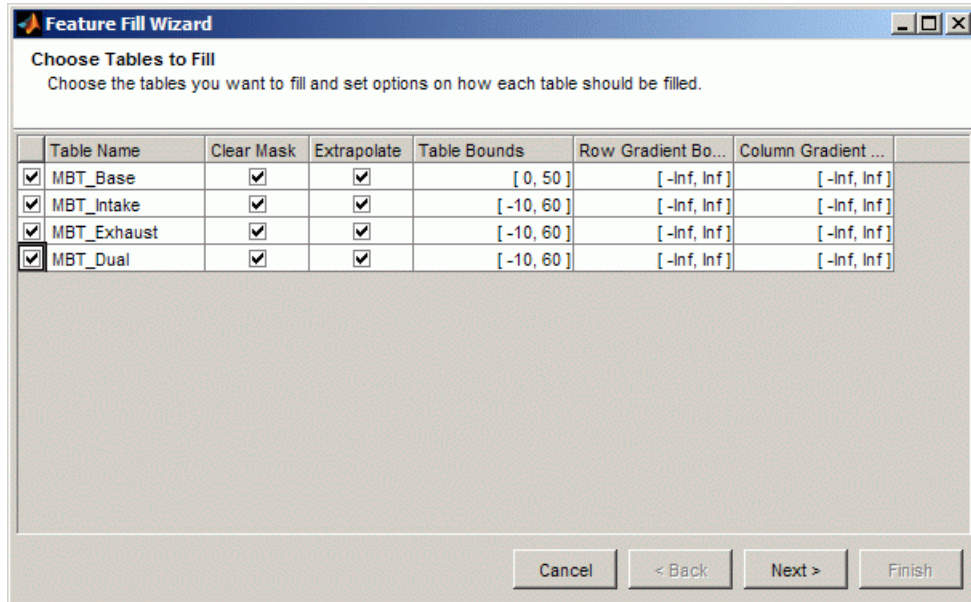 Feature Fill Wizard
Choose Tables to Fill
Choose the tables you want to fill and set options on how each table should be filled.
Table Name Clear Mask Extrapolate Table Bounds Row Gradient Bo... Column Gradient ...
MBT_Base [ 0, 50 ] [ -Inf, Inf ] [ -Inf, Inf ]
MBT_Intake [ -10, 60 ] [ -Inf, Inf ] [ -Inf, Inf ]
MBT_Exhaust [ -10, 60 ] [ -Inf, Inf ] [ -Inf, Inf ]
MBT_Dual [ -10, 60 ] [ -Inf, Inf ] [ -Inf, Inf ]
Cancel < Back Next > Finish